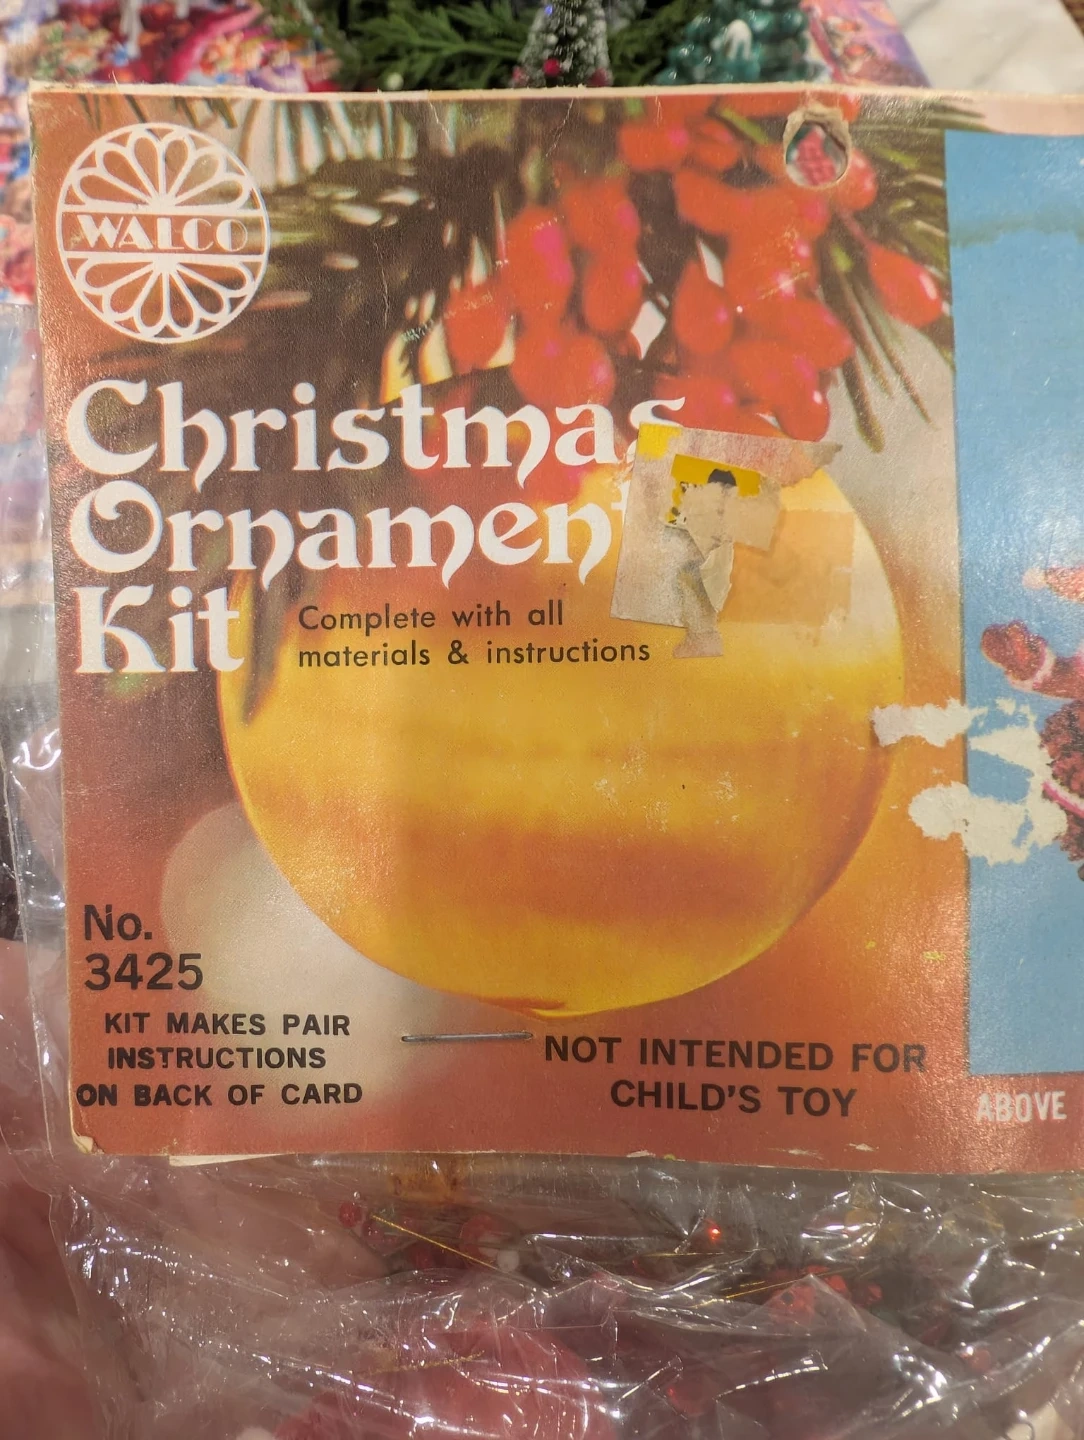 WALCO
Christmas
Ornament
Kit
Complete with all
materials & instructions
No.
3425
KIT MAKES PAIR
INSTRUCTIONS
ON BACK OF CARD
NOT INTENDED FOR
CHILD'S TOY
ABOVE